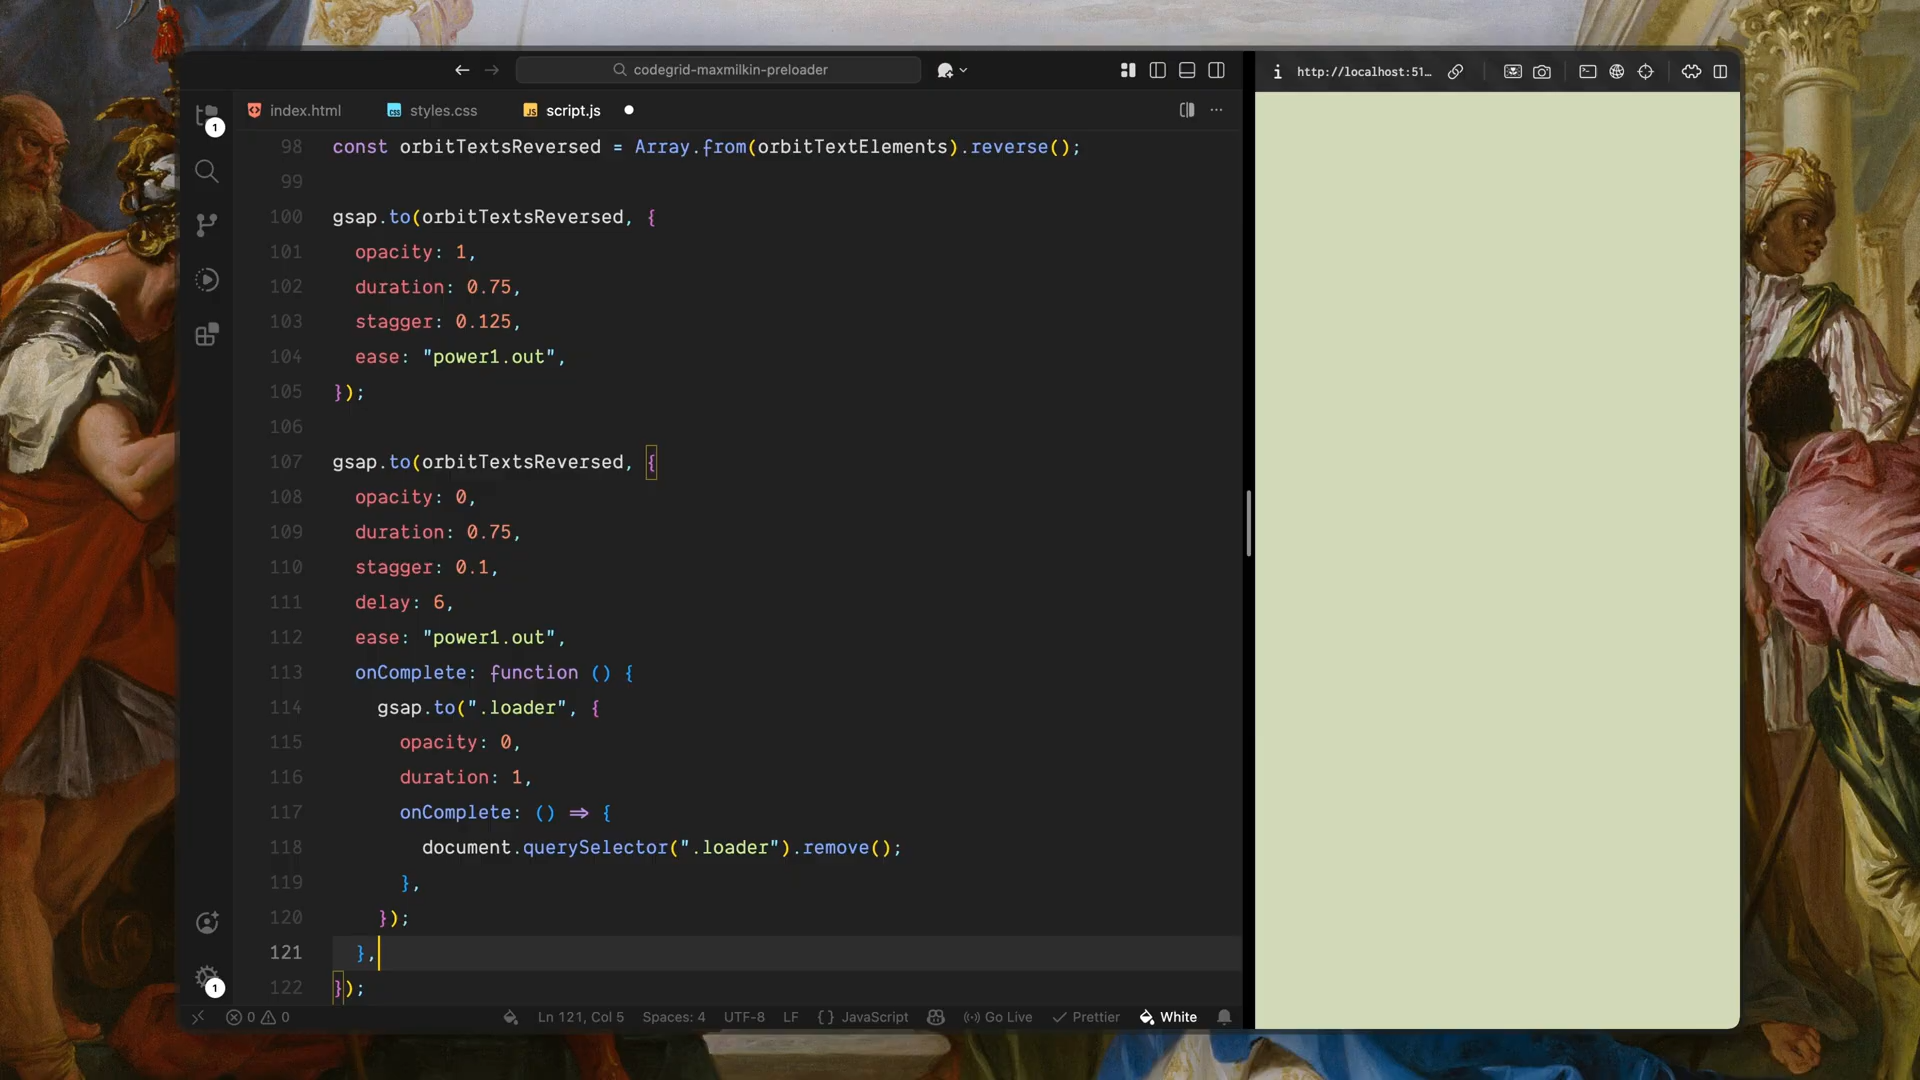 codegrid-maxmilkin-preloader
http://localhost:51…
index.html
styles.css
script.js
1
98 const orbitTextsReversed = Array.from(orbitTextElements).reverse();
99
100 gsap.to(orbitTextsReversed, {
101 opacity: 1,
102 duration: 0.75,
103 stagger: 0.125,
104 ease: "power1.out",
105 });
106
107 gsap.to(orbitTextsReversed, {
108 opacity: 0,
109 duration: 0.75,
110 stagger: 0.1,
111 delay: 6,
112 ease: "power1.out",
113 onComplete: function () {
114 gsap.to(".loader", {
115 opacity: 0,
116 duration: 1,
117 onComplete: () => {
118 document.querySelector(".loader").remove();
119 },
120 });
121 },
122 });
1
0 0
Ln 121, Col 5
Spaces: 4
UTF-8
LF
{} JavaScript
Go Live
Prettier
White